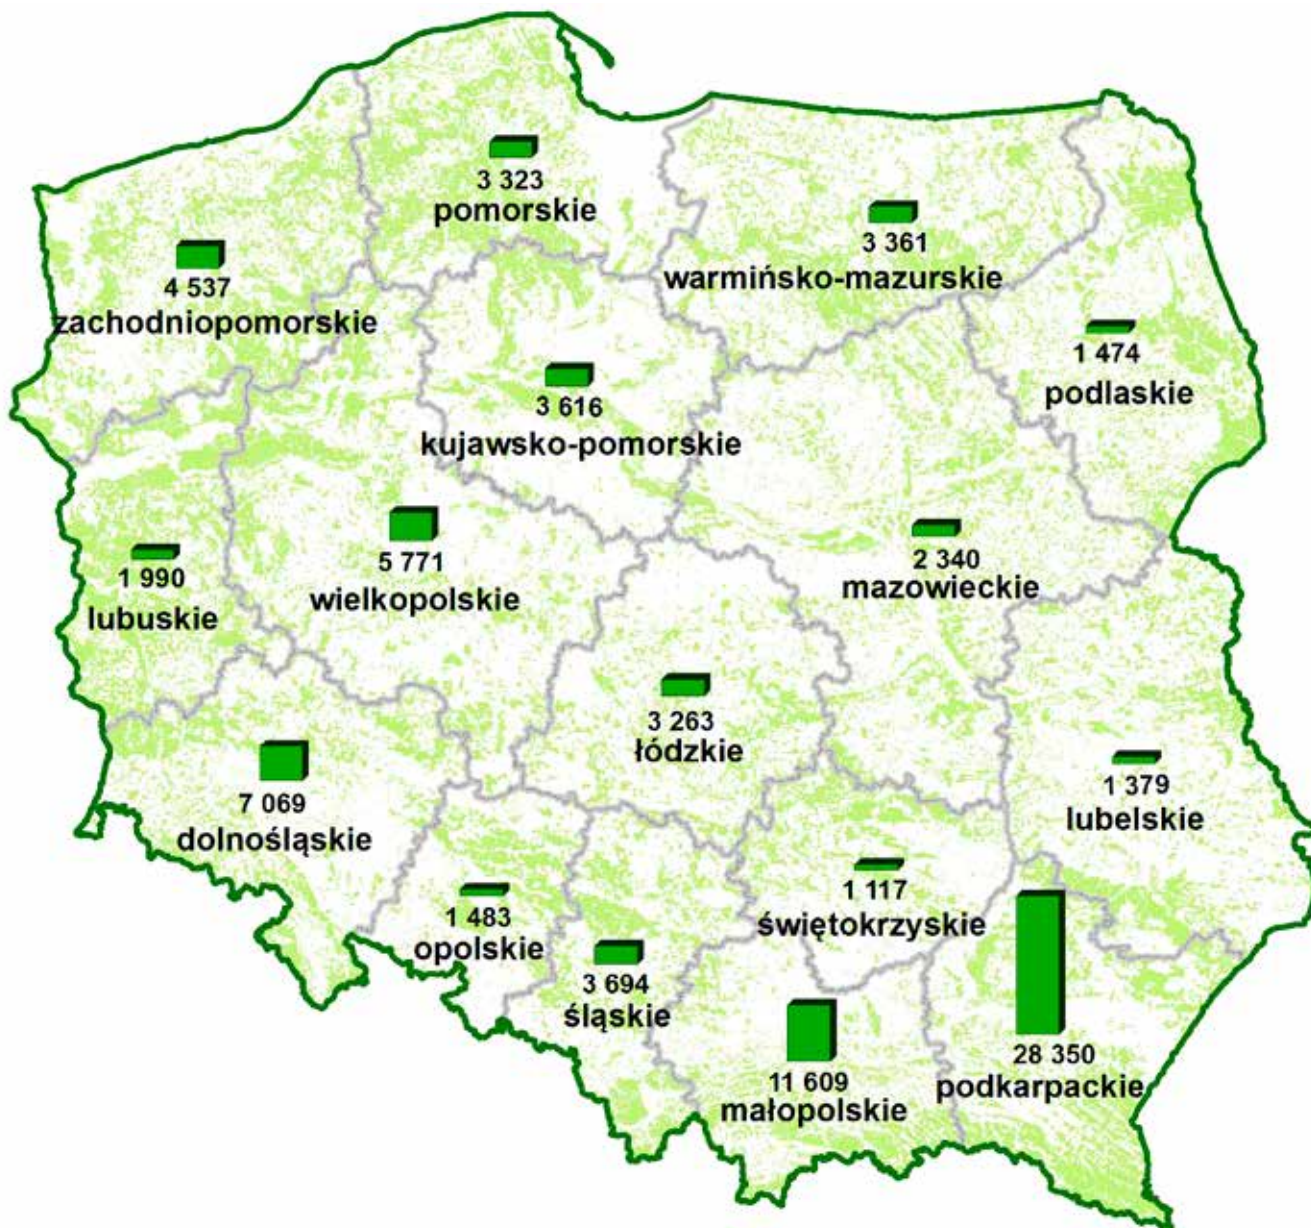 3 323
pomorskie
3 361
warmińsko-mazurskie
4 537
zachodniopomorskie
1 474
podlaskie
3 616
kujawsko-pomorskie
5 771
wielkopolskie
2 340
mazowieckie
1 990
lubuskie
3 263
łódzkie
7 069
dolnośląskie
1 379
lubelskie
1 483
opolskie
1 117
świętokrzyskie
3 694
śląskie
11 609
małopolskie
28 350
podkarpackie